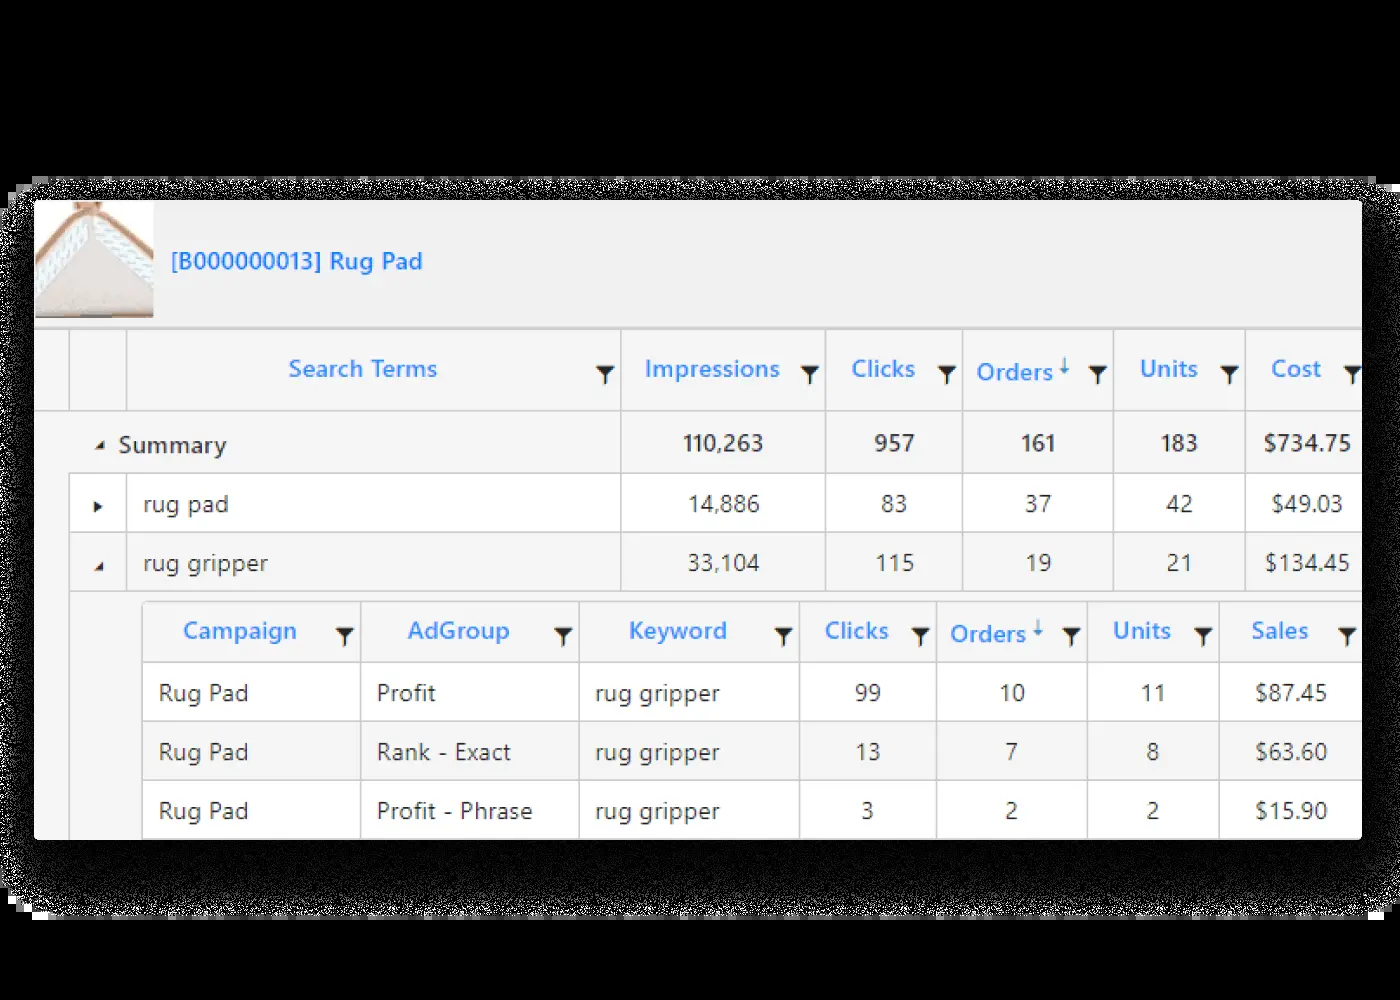 [B000000013] Rug Pad
Search Terms Impressions Clicks Orders↓ Units Cost
Summary 110,263 957 161 183 $734.75
rug pad 14,886 83 37 42 $49.03
rug gripper 33,104 115 19 21 $134.45
Campaign AdGroup Keyword Clicks Orders↓ Units Sales
Rug Pad Profit rug gripper 99 10 11 $87.45
Rug Pad Rank - Exact rug gripper 13 7 8 $63.60
Rug Pad Profit - Phrase rug gripper 3 2 2 $15.90